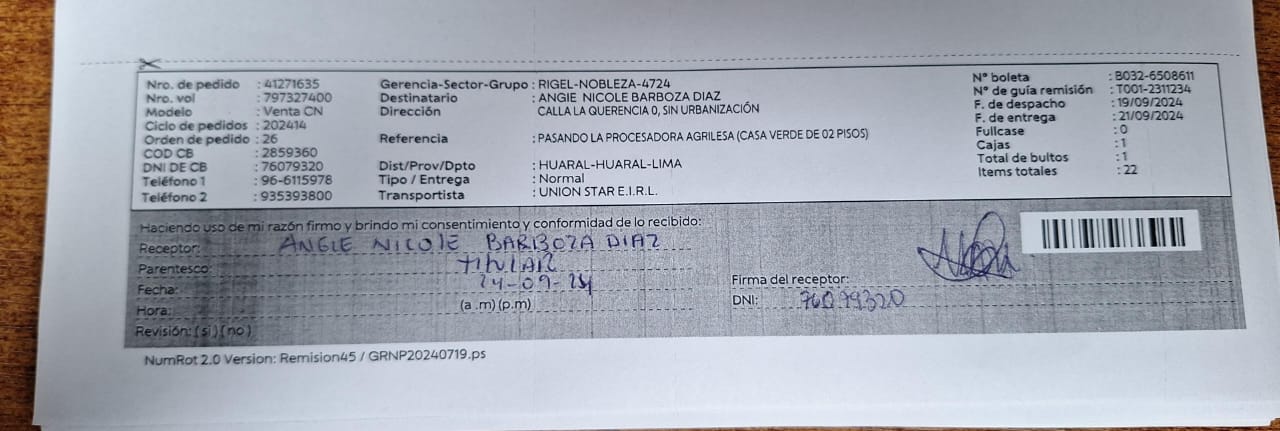 Nro. de pedido : 41271635 Gerencia-Sector-Grupo : RIGEL-NOBLEZA-4724 N° boleta : B032-6508611
Nro. vol : 797327400 Destinatario : ANGIE NICOLE BARBOZA DIAZ N° de guía remisión : T001-2311234
Modelo : Venta CN Dirección CALLA LA QUERENCIA 0, SIN URBANIZACIÓN F. de despacho : 19/09/2024
Ciclo de pedidos : 202414 F. de entrega : 21/09/2024
Orden de pedido : 26 Referencia : PASANDO LA PROCESADORA AGRILESA (CASA VERDE DE 02 PISOS) Fullcase : 0
COD CB : 2859360 Cajas : 1
DNI DE CB : 76079320 Dist/Prov/Dpto : HUARAL-HUARAL-LIMA Total de bultos : 1
Teléfono 1 : 96-6115978 Tipo / Entrega : Normal Items totales : 22
Teléfono 2 : 935393800 Transportista : UNION STAR E.I.R.L.
Haciendo uso de mi razón firmo y brindo mi consentimiento y conformidad de lo recibido:
Receptor: ANGIE NICOLE BARBOZA DIAZ
Parentesco: TITULAR
Fecha: 24-09-24 Firma del receptor:
Hora: (a .m) (p.m) DNI: 76079320
Revisión: ( si ) ( no )
NumRot 2.0 Version: Remision45 / GRNP20240719.ps